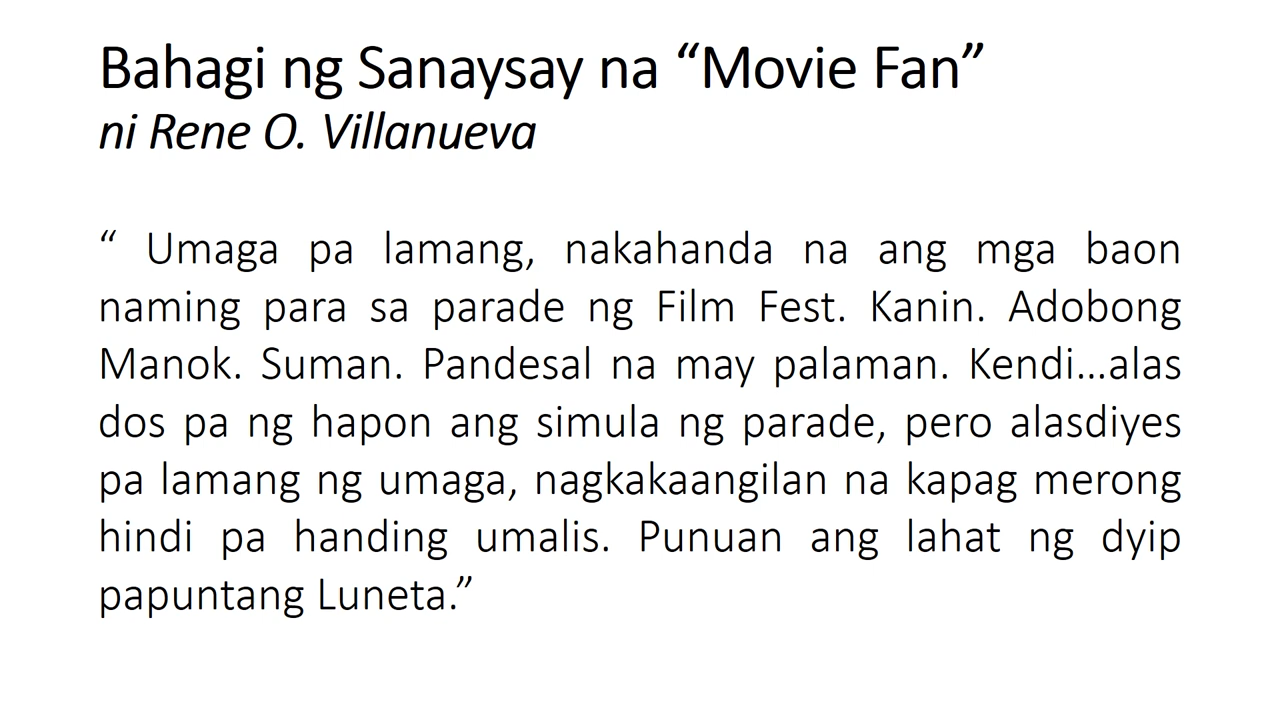 Bahagi ng Sanaysay na “Movie Fan”
ni Rene O. Villanueva
“ Umaga pa lamang, nakahanda na ang mga baon
naming para sa parade ng Film Fest. Kanin. Adobong
Manok. Suman. Pandesal na may palaman. Kendi…alas
dos pa ng hapon ang simula ng parade, pero alasdiyes
pa lamang ng umaga, nagkakaangilan na kapag merong
hindi pa handing umalis. Punuan ang lahat ng dyip
papuntang Luneta.”